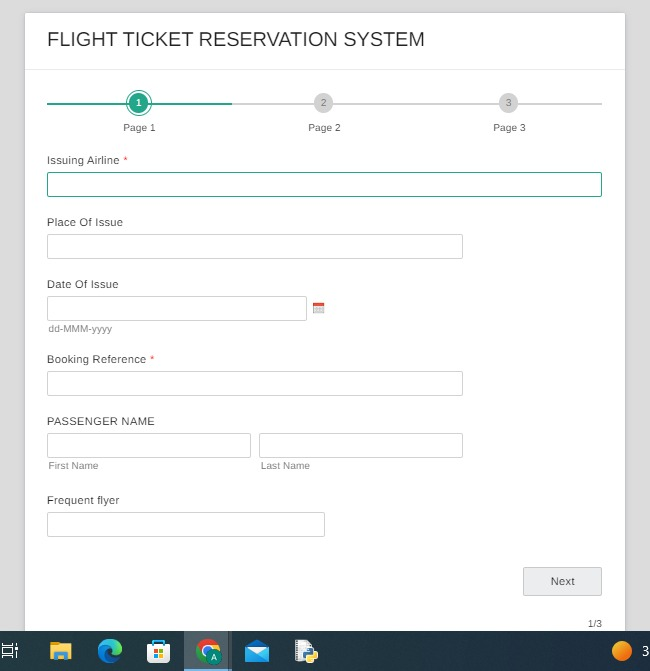 FLIGHT TICKET RESERVATION SYSTEM
1 2 3
Page 1 Page 2 Page 3
Issuing Airline *
Place Of Issue
Date Of Issue
dd-MMM-yyyy
Booking Reference *
PASSENGER NAME
First Name Last Name
Frequent flyer
Next
1/3
A
3